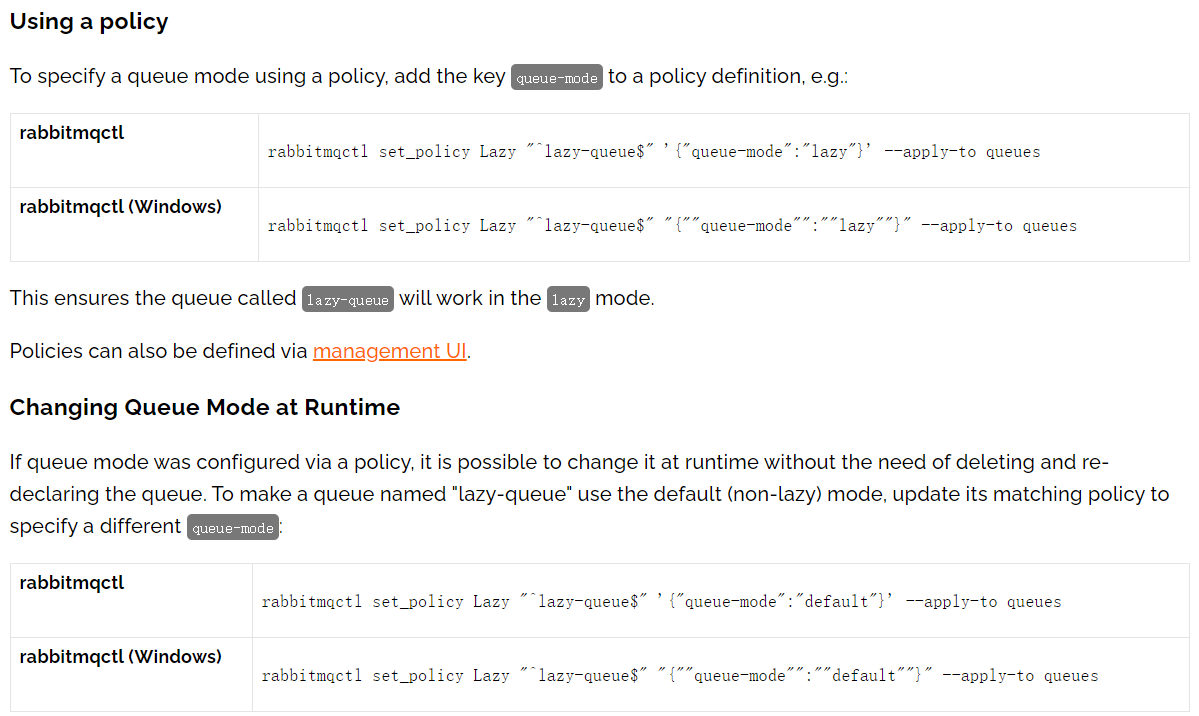 Using a policy
To specify a queue mode using a policy, add the key queue-mode to a policy definition, e.g.:
rabbitmqctl
rabbitmqctl set_policy Lazy "^lazy-queue$" '{"queue-mode":"lazy"}' --apply-to queues
rabbitmqctl (Windows)
rabbitmqctl set_policy Lazy "^lazy-queue$" "{""queue-mode"":""lazy""}" --apply-to queues
This ensures the queue called lazy-queue will work in the lazy mode.
Policies can also be defined via management UI.
Changing Queue Mode at Runtime
If queue mode was configured via a policy, it is possible to change it at runtime without the need of deleting and re-
declaring the queue. To make a queue named "lazy-queue" use the default (non-lazy) mode, update its matching policy to
specify a different queue-mode:
rabbitmqctl
rabbitmqctl set_policy Lazy "^lazy-queue$" '{"queue-mode":"default"}' --apply-to queues
rabbitmqctl (Windows)
rabbitmqctl set_policy Lazy "^lazy-queue$" "{""queue-mode"":""default""}" --apply-to queues